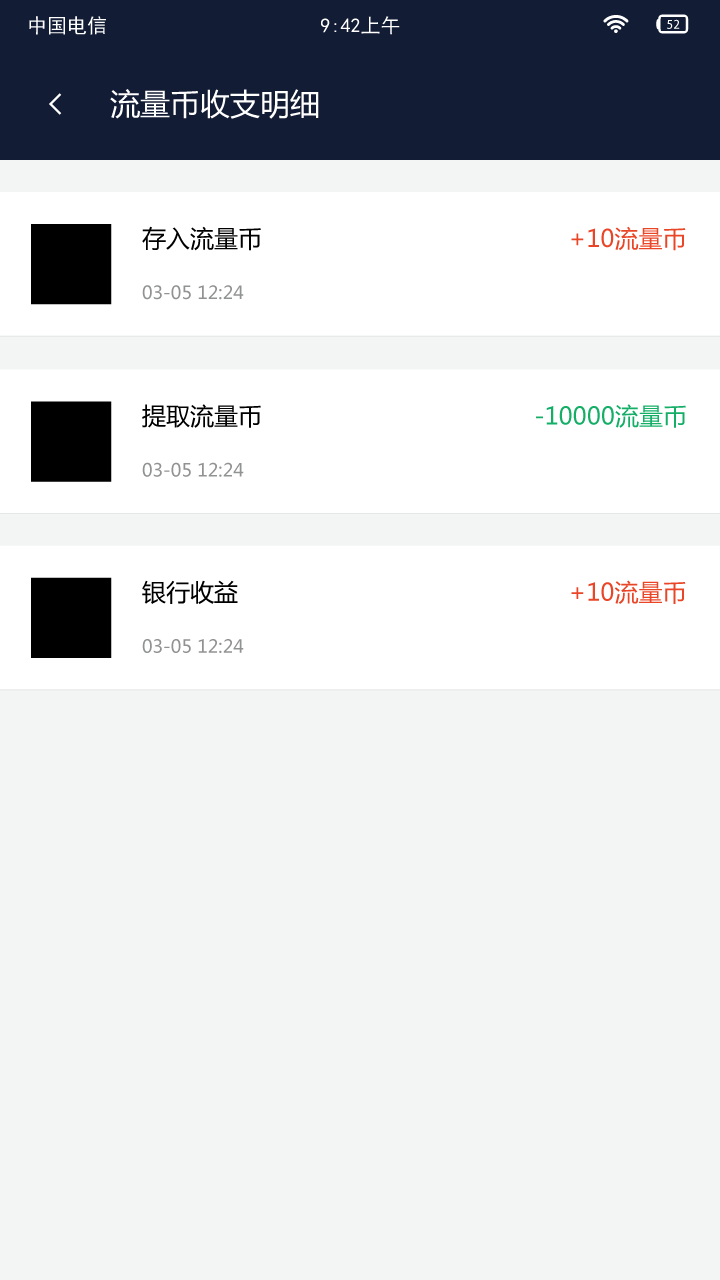 中国电信 9:42上午 52
流量币收支明细
存入流量币 +10流量币
03-05 12:24
提取流量币 -10000流量币
03-05 12:24
银行收益 +10流量币
03-05 12:24